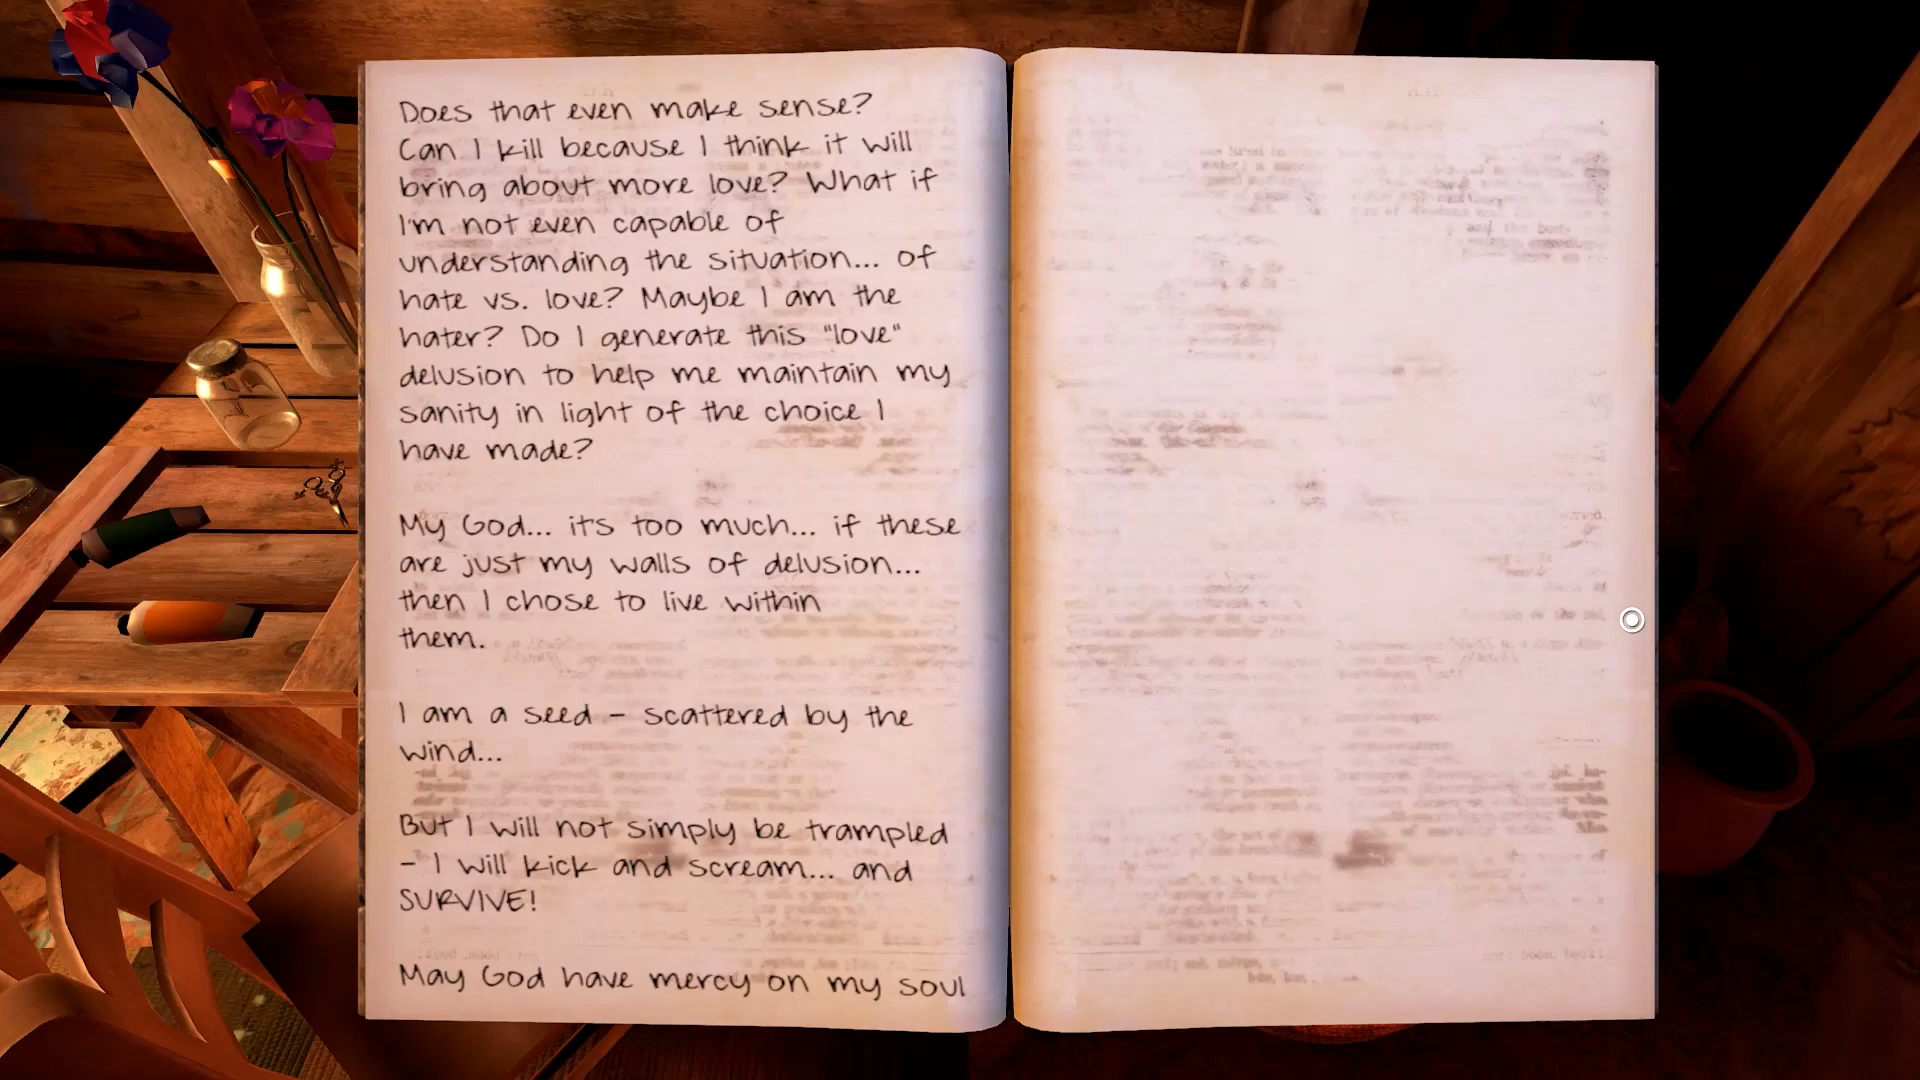 Does that even make sense?
Can I kill because I think it will
bring about more love? What if
I'm not even capable of
understanding the situation... of
hate vs. love? Maybe I am the
hater? Do I generate this "love"
delusion to help me maintain my
sanity in light of the choice I
have made?
My God... it's too much... if these
are just my walls of delusion...
then I chose to live within
them.
I am a seed - scattered by the
wind...
But I will not simply be trampled
- I will kick and scream... and
SURVIVE!
May God have mercy on my soul